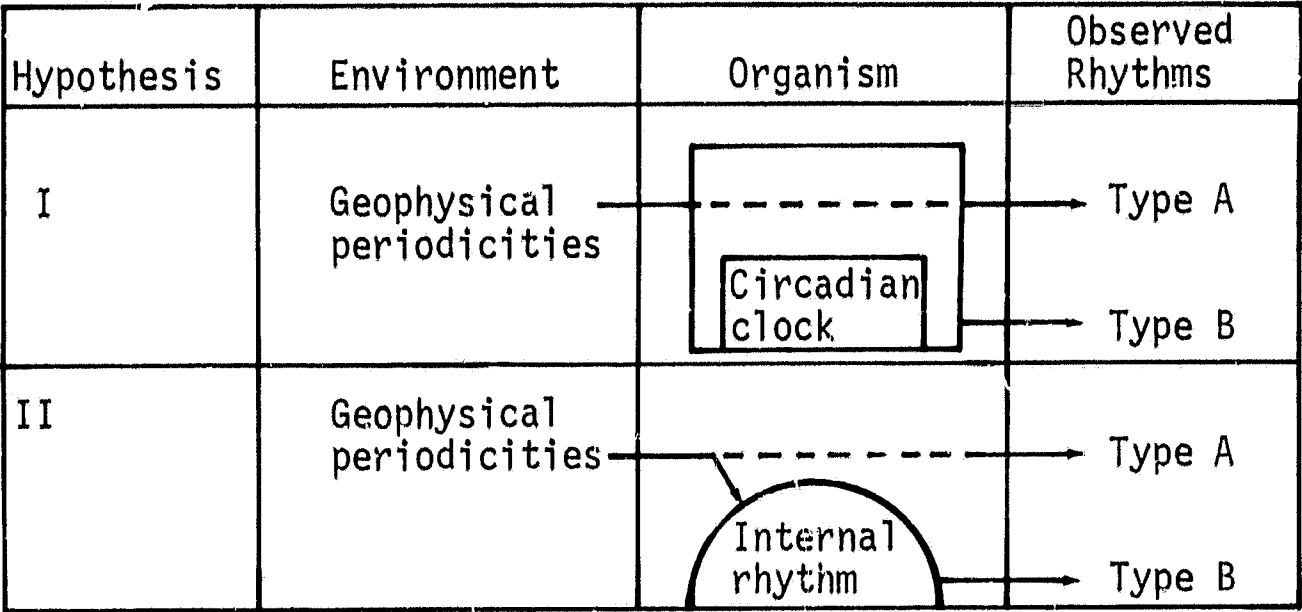 Hypothesis
Environment
Organism
Observed
Rhythms
I
Geophysical
periodicities
Circadian
clock
Type A
Type B
II
Geophysical
periodicities
Internal
rhythm
Type A
Type B